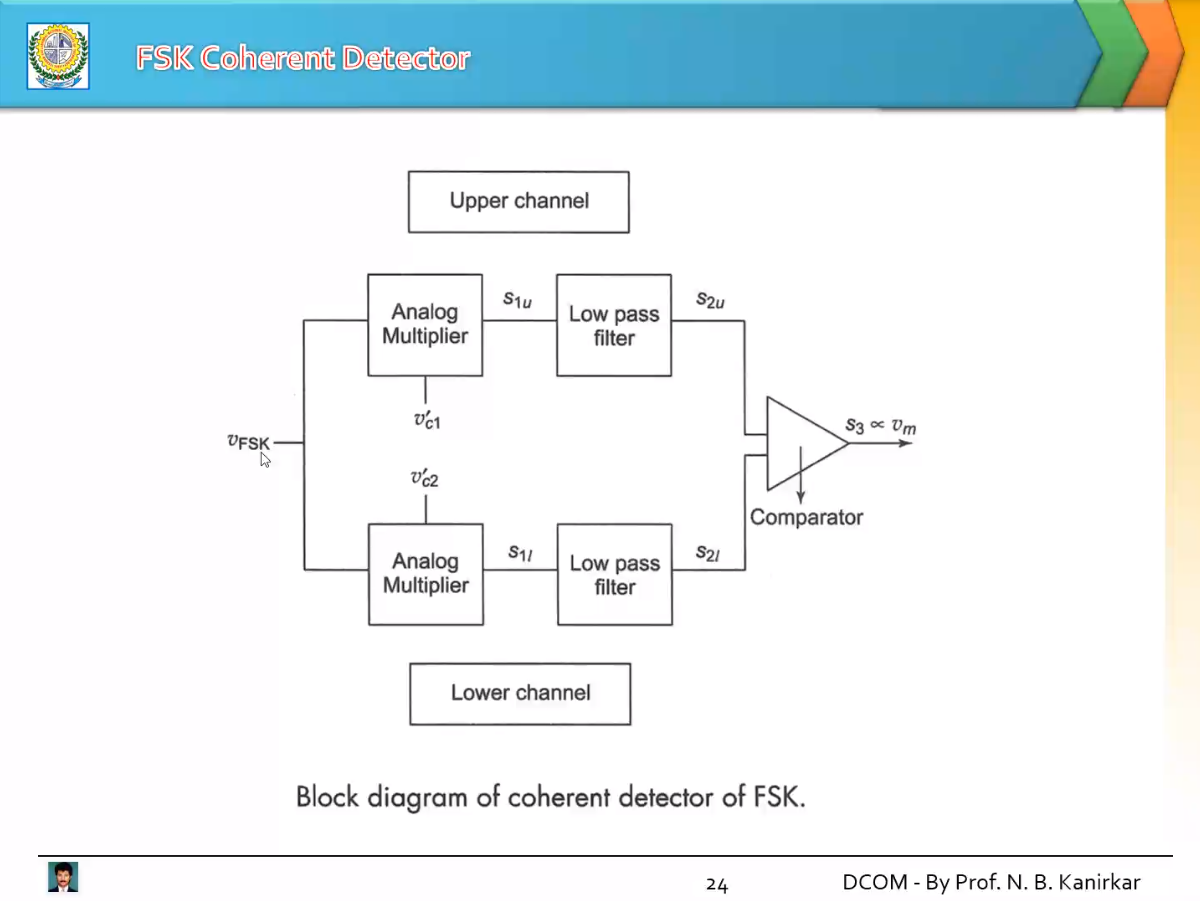 FSK Coherent Detector
Upper channel
Analog
Multiplier
s1u
Low pass
filter
s2u
v′c1
vFSK
s3 ∝ vm
v′c2
Comparator
Analog
Multiplier
s1l
Low pass
filter
s2l
Lower channel
Block diagram of coherent detector of FSK.
24
DCOM - By Prof. N. B. Kanirkar